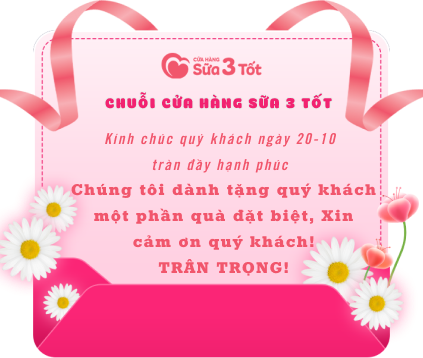 CỬA HÀNG
Sữa 3 Tốt
CHUỖI CỬA HÀNG SỮA 3 TỐT
Kính chúc quý khách ngày 20-10
tràn đầy hạnh phúc
Chúng tôi dành tặng quý khách
một phần quà đặt biệt, Xin
cảm ơn quý khách!
TRÂN TRỌNG!